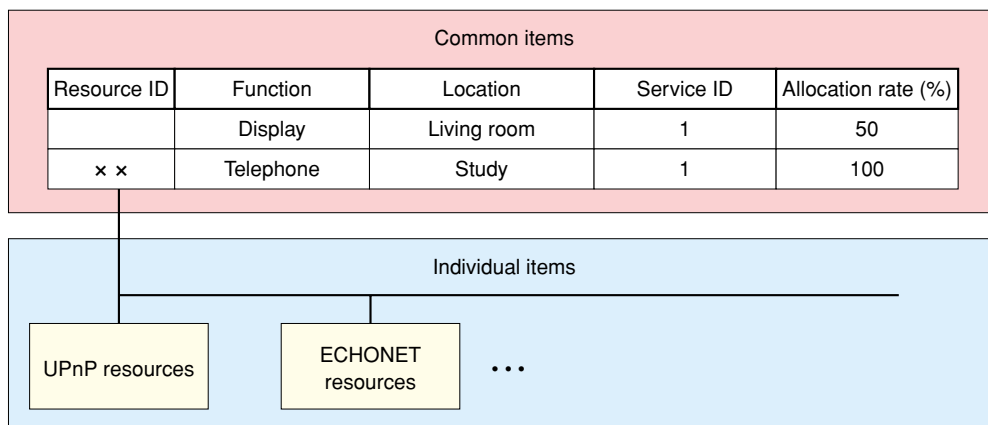 Common items
Resource ID Function Location Service ID Allocation rate (%)
Display Living room 1 50
× × Telephone Study 1 100
Individual items
UPnP resources
ECHONET
resources
• • •